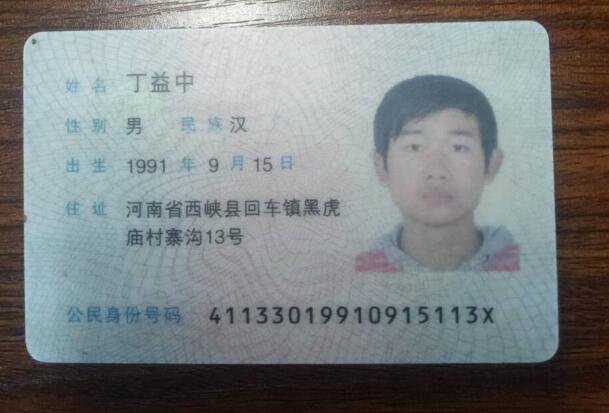 姓名 丁益中
性别 男 民族 汉
出生 1991 年 9 月 15 日
住址 河南省西峡县回车镇黑虎
庙村寨沟13号
公民身份号码 41133019910915113X